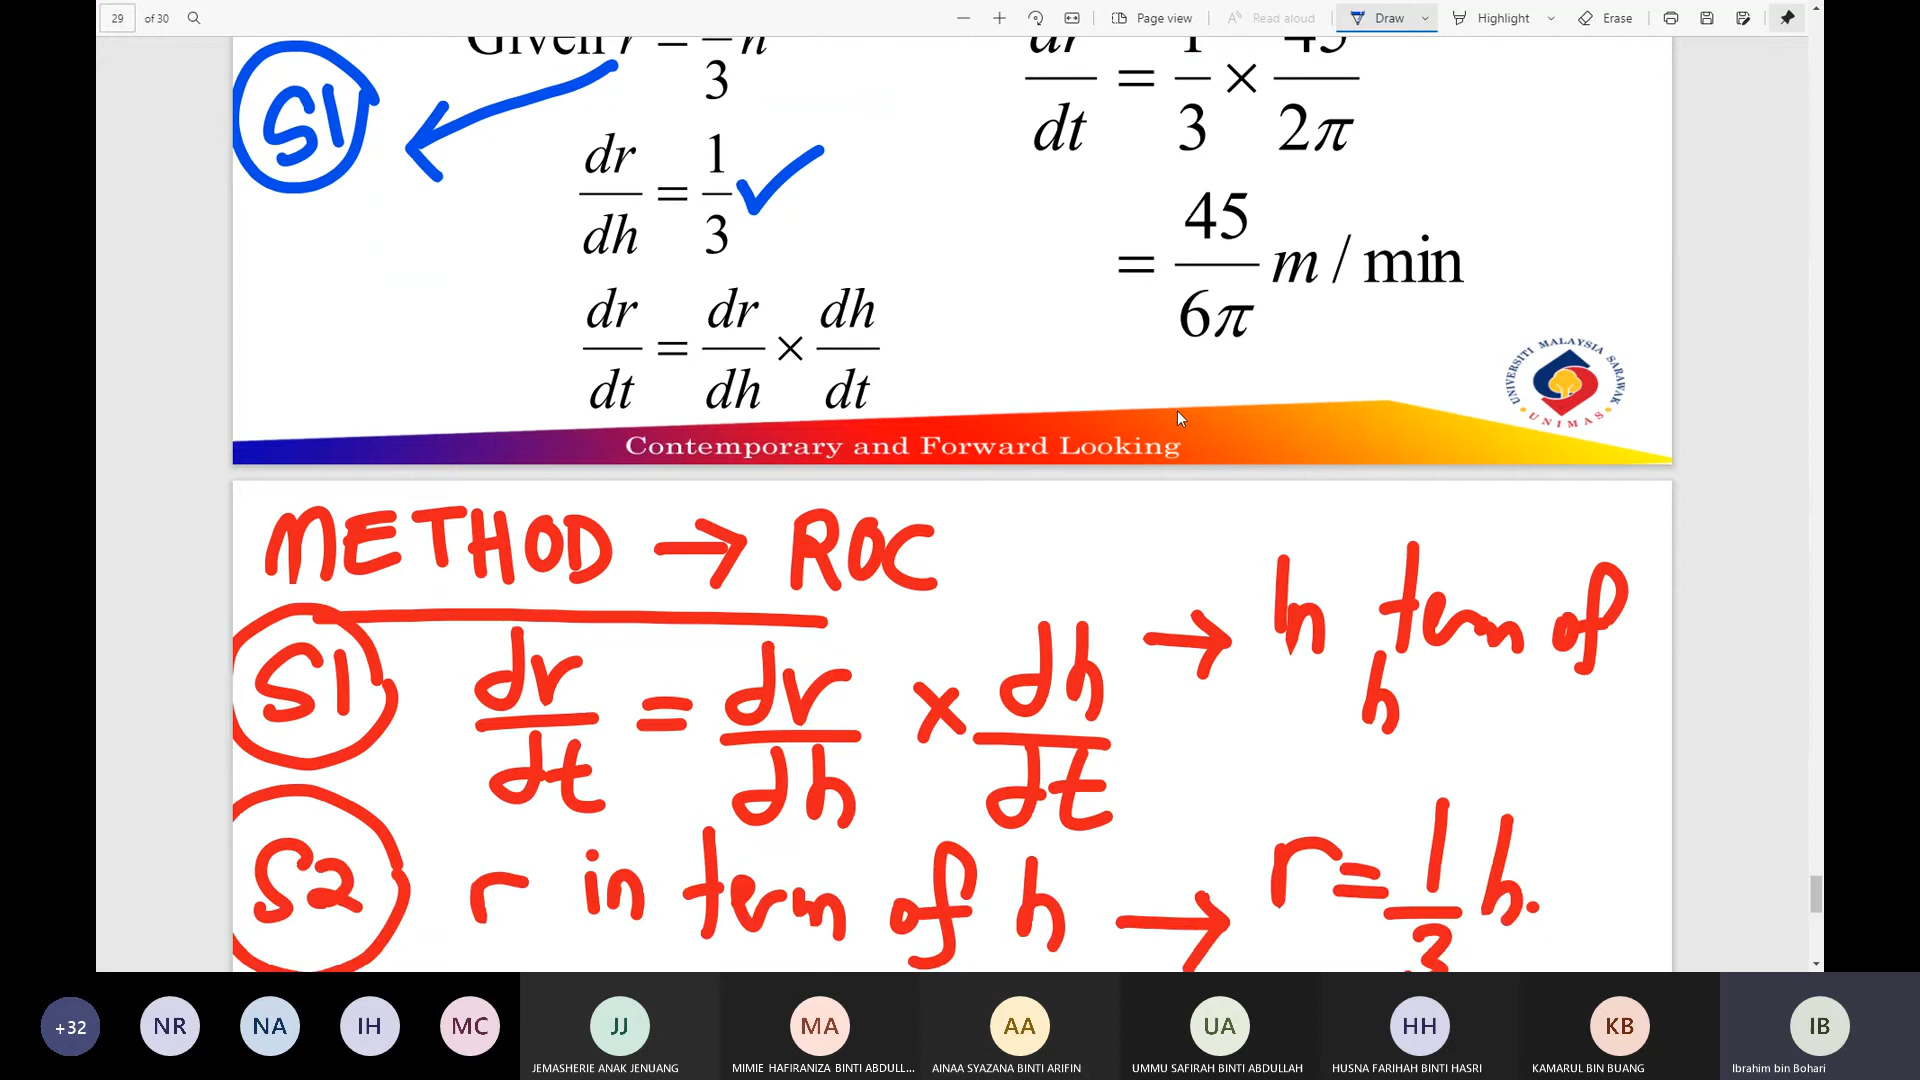 29 of 30
Page view
Read aloud
Draw
Highlight
Erase
Given r = — h
3
S1
dr/dh = 1/3
dr/dt = dr/dh × dh/dt
dr/dt = 1/3 × 45/2π
= 45/6π m / min
UNIVERSITI MALAYSIA SARAWAK
UNIMAS
Contemporary and Forward Looking
METHOD → ROC
S1 dr/dt = dr/dh × dh/dt → In term of h
S2 r in term of h → r = 1/3 h.
+32 NR NA IH MC JJ MA AA UA HH KB IB
JEMASHERIE ANAK JENUANG
MIMIE HAFIRANIZA BINTI ABDULL...
AINAA SYAZANA BINTI ARIFIN
UMMU SAFIRAH BINTI ABDULLAH
HUSNA FARIHAH BINTI HASRI
KAMARUL BIN BUANG
Ibrahim bin Bohari